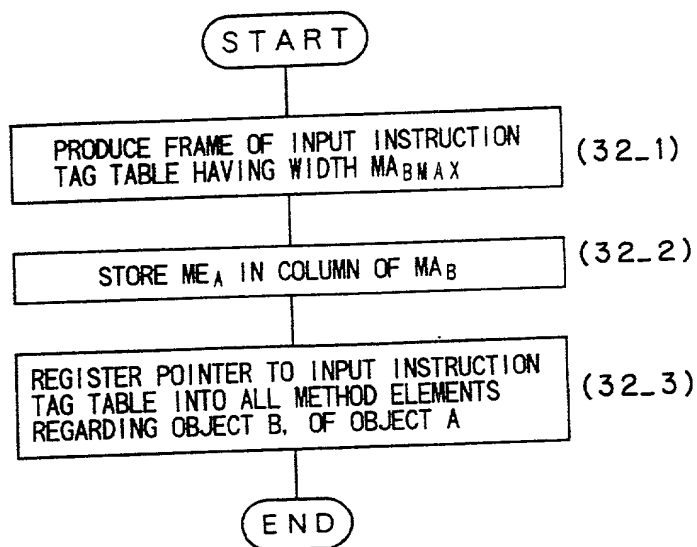 START
PRODUCE FRAME OF INPUT INSTRUCTION
TAG TABLE HAVING WIDTH MABMAX
(32_1)
STORE MEA IN COLUMN OF MAB
(32_2)
REGISTER POINTER TO INPUT INSTRUCTION
TAG TABLE INTO ALL METHOD ELEMENTS
REGARDING OBJECT B, OF OBJECT A
(32_3)
END